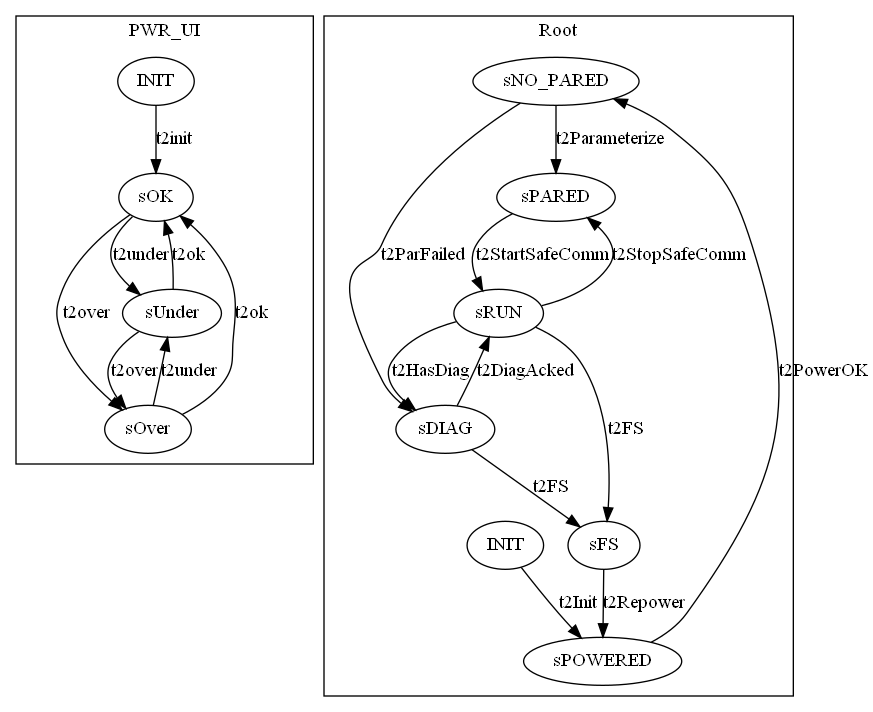 PWR_UI
INIT
t2init
sOK
t2under
t2ok
t2over
sUnder
t2ok
t2over
t2under
sOver
Root
sNO_PARED
t2Parameterize
sPARED
t2ParFailed
t2StartSafeComm
t2StopSafeComm
sRUN
t2HasDiag
t2DiagAcked
t2PowerOK
sDIAG
t2FS
t2FS
INIT
sFS
t2Init
t2Repower
sPOWERED